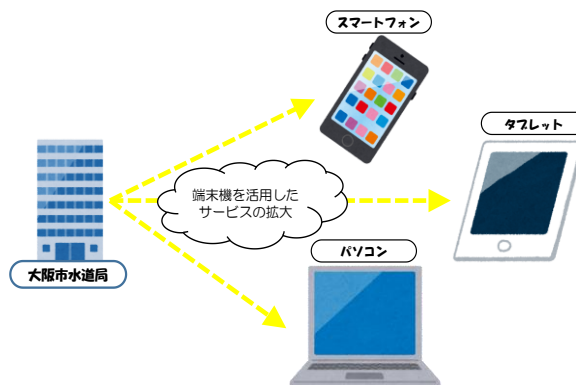 スマートフォン
タブレット
端末機を活用した
サービスの拡大
パソコン
大阪市水道局